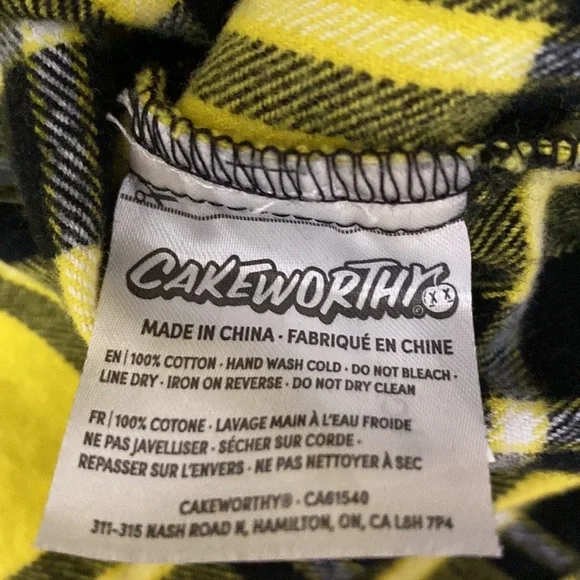 CAKEWORTHY
MADE IN CHINA · FABRIQUÉ EN CHINE
EN | 100% COTTON · HAND WASH COLD · DO NOT BLEACH ·
LINE DRY · IRON ON REVERSE · DO NOT DRY CLEAN
FR | 100% COTONE · LAVAGE MAIN À L'EAU FROIDE
NE PAS JAVELLISER · SÉCHER SUR CORDE ·
REPASSER SUR L'ENVERS · NE PAS NETTOYER À SEC
CAKEWORTHY® · CA61540
311-315 NASH ROAD N, HAMILTON, ON, CA L8H 7P4